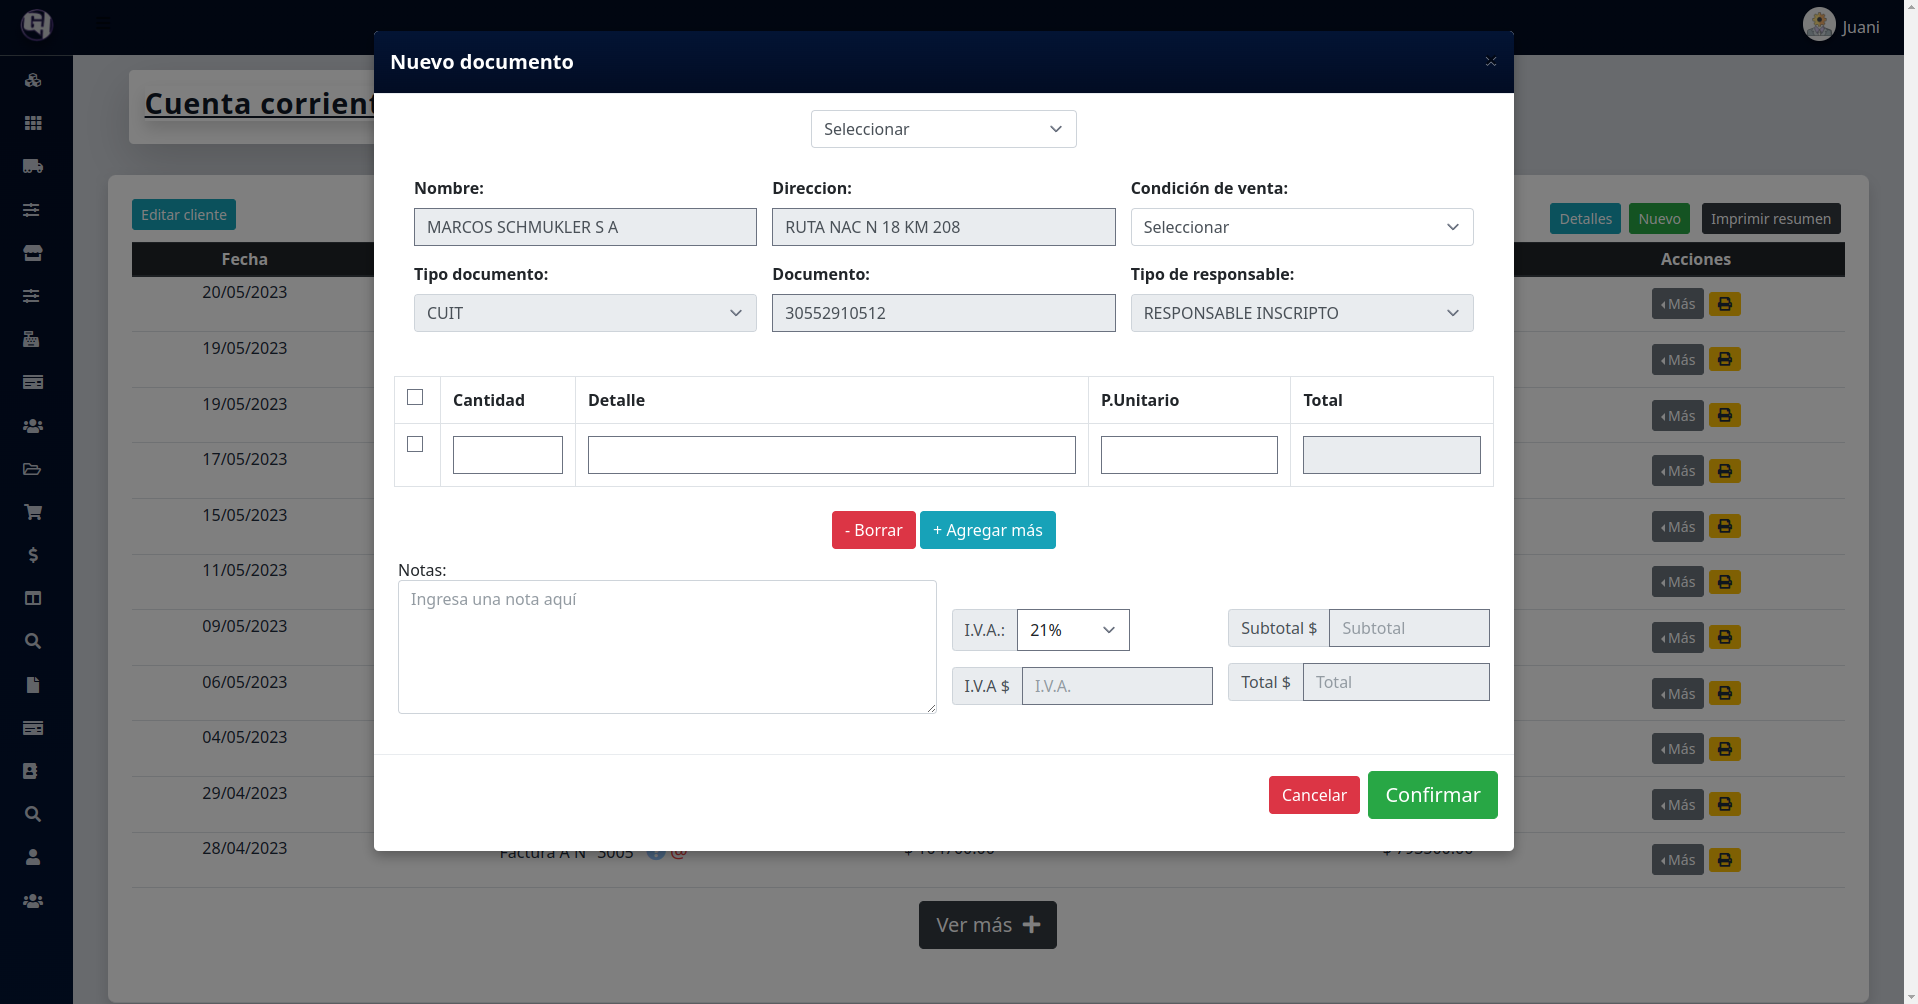 Juani
Nuevo documento
×
Cuenta corrient
Seleccionar
Nombre:
Direccion:
Condición de venta:
MARCOS SCHMUKLER S A
RUTA NAC N 18 KM 208
Seleccionar
Tipo documento:
Documento:
Tipo de responsable:
CUIT
30552910512
RESPONSABLE INSCRIPTO
Editar cliente
Detalles
Nuevo
Imprimir resumen
Fecha
Acciones
20/05/2023
Más
19/05/2023
Más
19/05/2023
Más
17/05/2023
Más
15/05/2023
Más
11/05/2023
Más
09/05/2023
Más
06/05/2023
Más
04/05/2023
Más
29/04/2023
Más
28/04/2023
Factura A N° 3005
Más
Cantidad
Detalle
P.Unitario
Total
- Borrar
+ Agregar más
Notas:
Ingresa una nota aquí
I.V.A.:
21%
Subtotal $
Subtotal
I.V.A $
I.V.A.
Total $
Total
Cancelar
Confirmar
Ver más